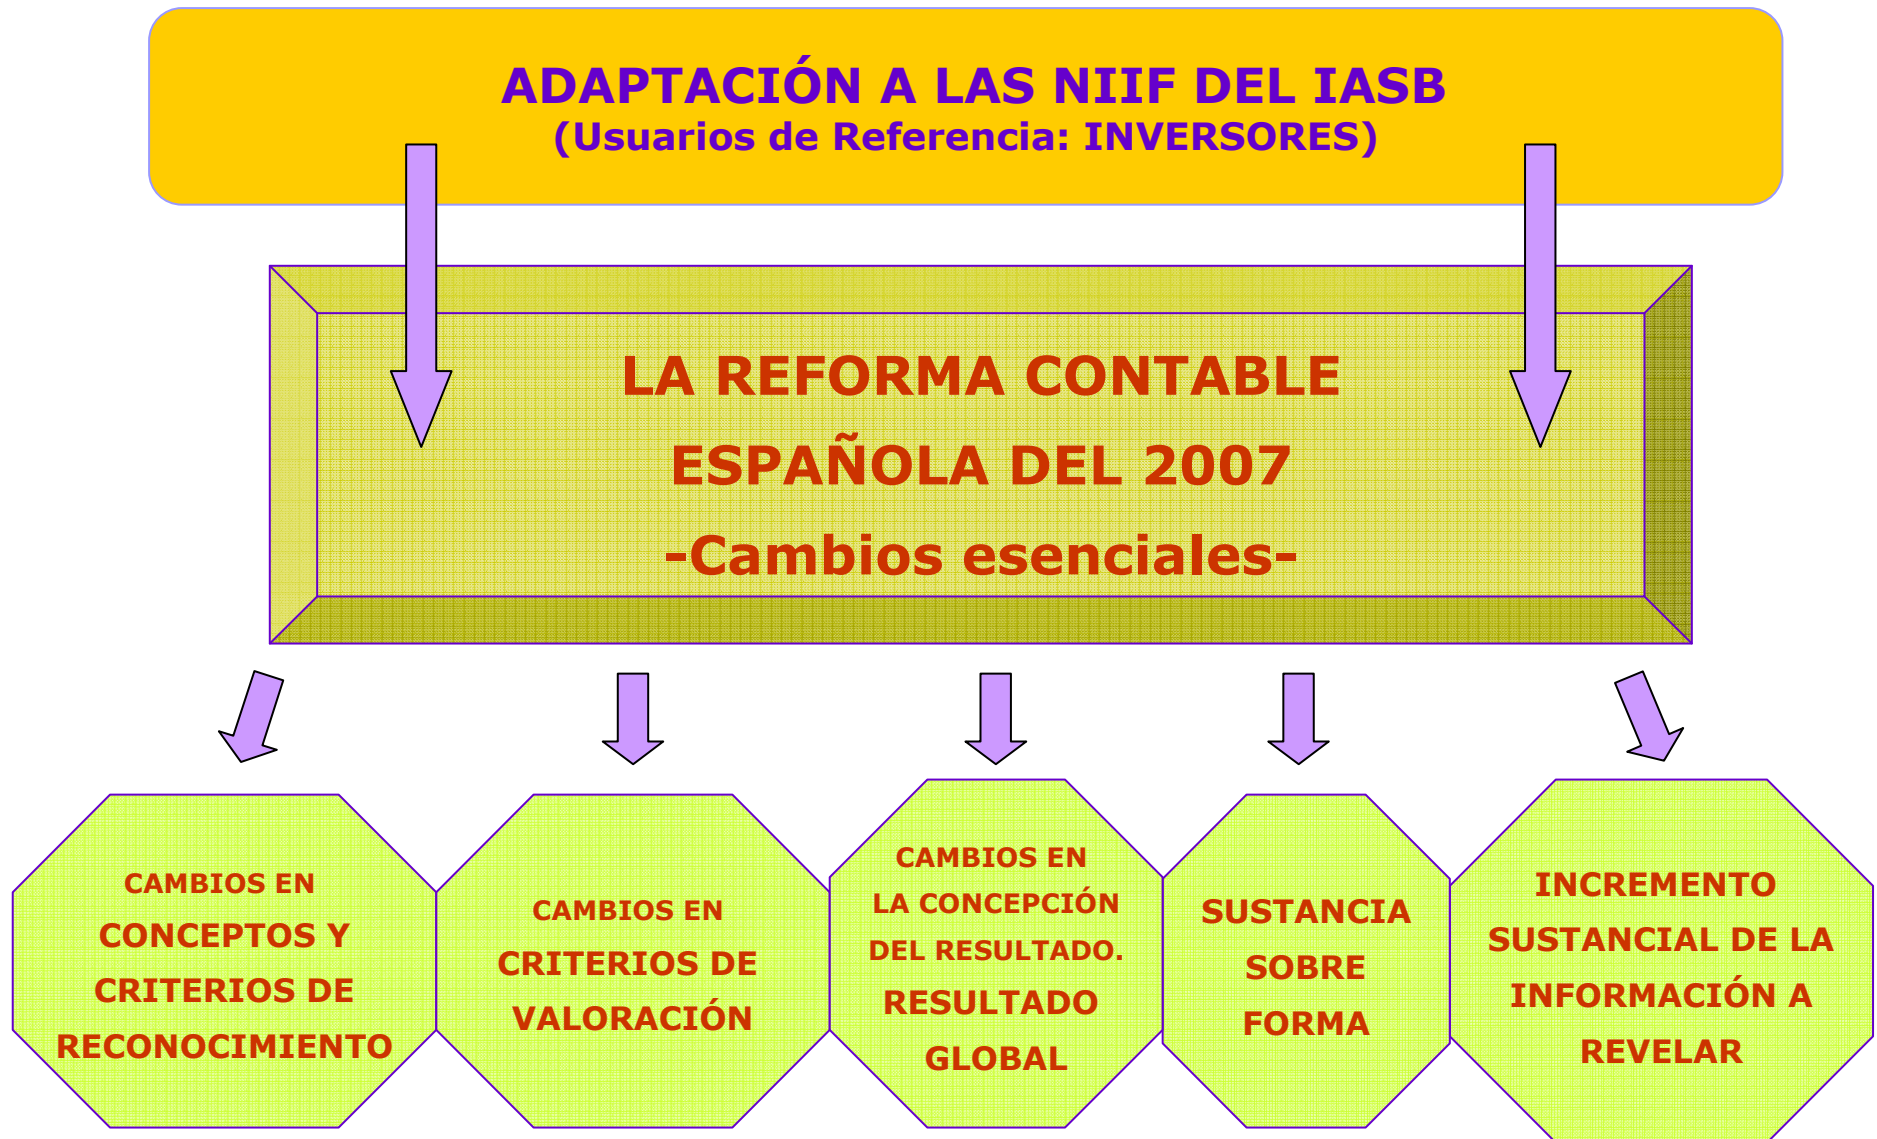 ADAPTACIÓN A LAS NIIF DEL IASB
(Usuarios de Referencia: INVERSORES)
LA REFORMA CONTABLE
ESPAÑOLA DEL 2007
-Cambios esenciales-
CAMBIOS EN
CONCEPTOS Y
CRITERIOS DE
RECONOCIMIENTO
CAMBIOS EN
CRITERIOS DE
VALORACIÓN
CAMBIOS EN
LA CONCEPCIÓN
DEL RESULTADO.
RESULTADO
GLOBAL
SUSTANCIA
SOBRE
FORMA
INCREMENTO
SUSTANCIAL DE LA
INFORMACIÓN A
REVELAR